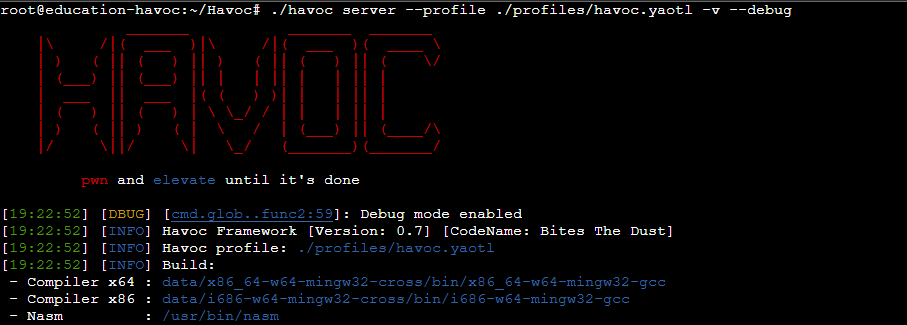 root@education-havoc:~/Havoc# ./havoc server --profile ./profiles/havoc.yaotl -v --debug
HAVOC
pwn and elevate until it's done
[19:22:52] [DBUG] [cmd.glob..func2:59]: Debug mode enabled
[19:22:52] [INFO] Havoc Framework [Version: 0.7] [CodeName: Bites The Dust]
[19:22:52] [INFO] Havoc profile: ./profiles/havoc.yaotl
[19:22:52] [INFO] Build:
- Compiler x64 : data/x86_64-w64-mingw32-cross/bin/x86_64-w64-mingw32-gcc
- Compiler x86 : data/i686-w64-mingw32-cross/bin/i686-w64-mingw32-gcc
- Nasm : /usr/bin/nasm